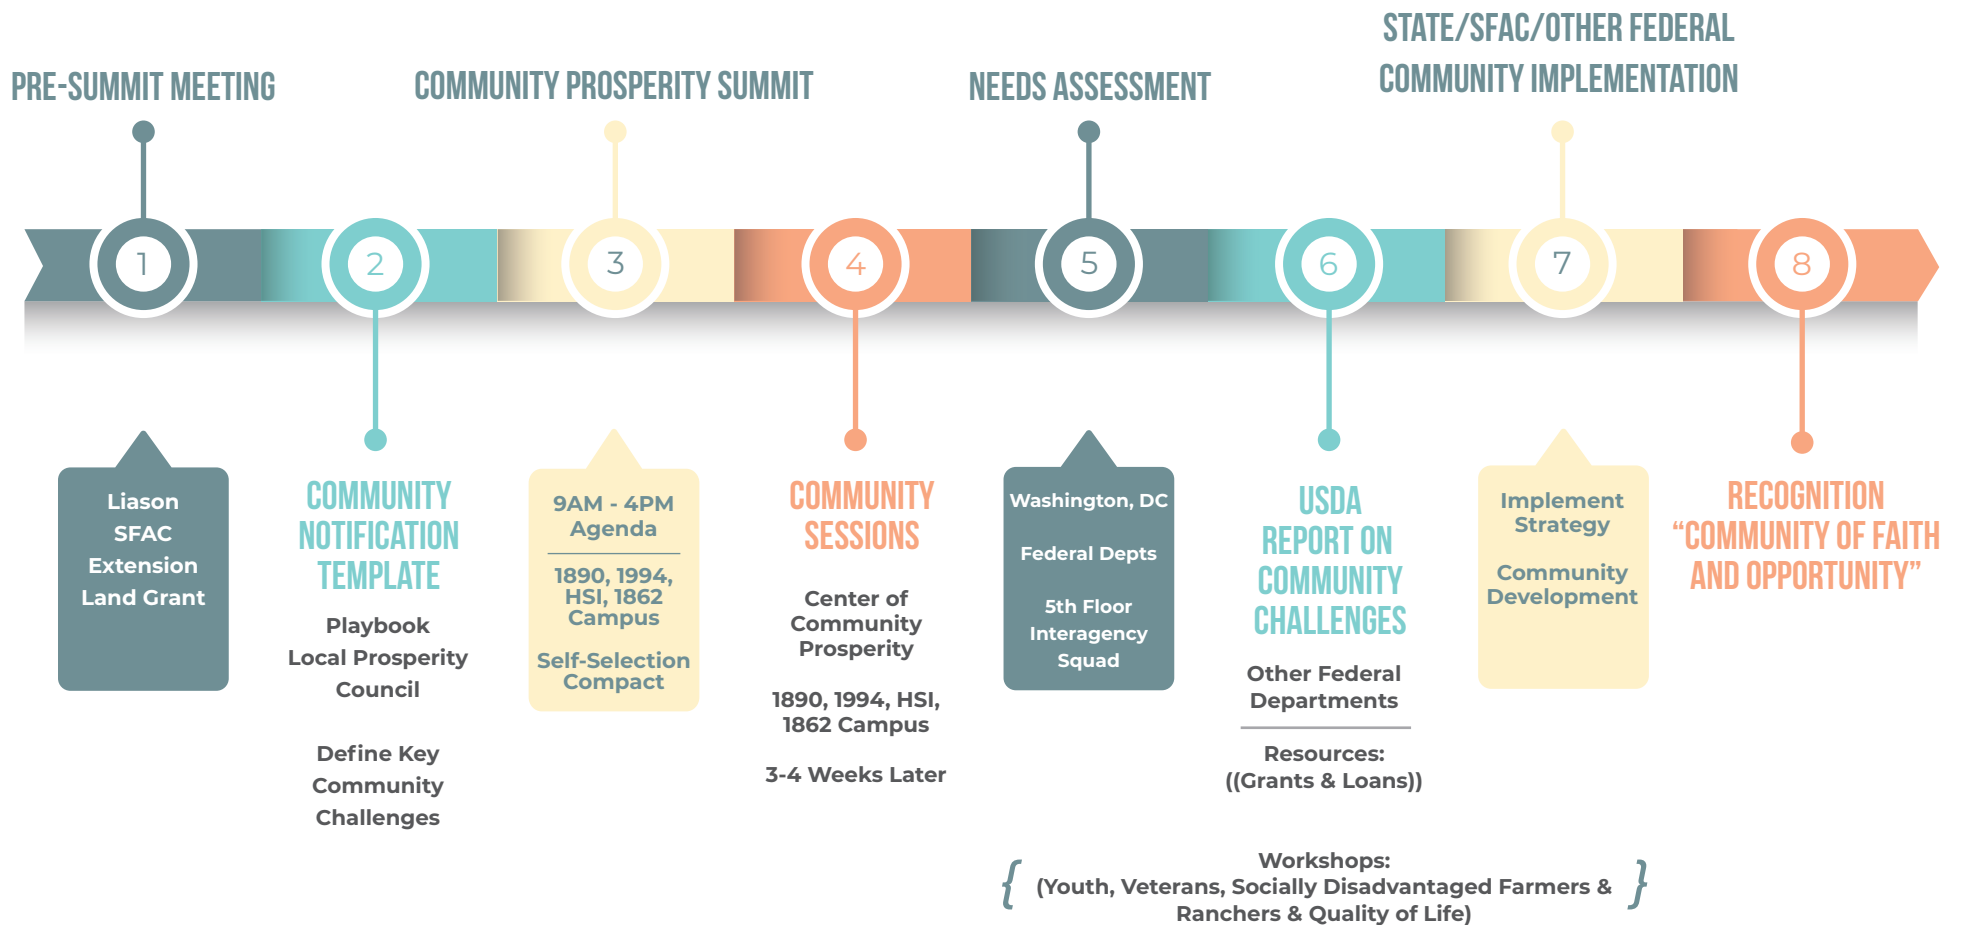 PRE-SUMMIT MEETING
COMMUNITY PROSPERITY SUMMIT
NEEDS ASSESSMENT
STATE/SFAC/OTHER FEDERAL
COMMUNITY IMPLEMENTATION
1
2
3
4
5
6
7
8
Liason
SFAC
Extension
Land Grant
COMMUNITY
NOTIFICATION
TEMPLATE
Playbook
Local Prosperity
Council
Define Key
Community
Challenges
9AM - 4PM
Agenda
1890, 1994,
HSI, 1862
Campus
Self-Selection
Compact
COMMUNITY
SESSIONS
Center of
Community
Prosperity
1890, 1994, HSI,
1862 Campus
3-4 Weeks Later
Washington, DC
Federal Depts
5th Floor
Interagency
Squad
USDA
REPORT ON
COMMUNITY
CHALLENGES
Other Federal
Departments
Resources:
((Grants & Loans))
Implement
Strategy
Community
Development
RECOGNITION
“COMMUNITY OF FAITH
AND OPPORTUNITY”
{ Workshops: }
(Youth, Veterans, Socially Disadvantaged Farmers &
Ranchers & Quality of Life)